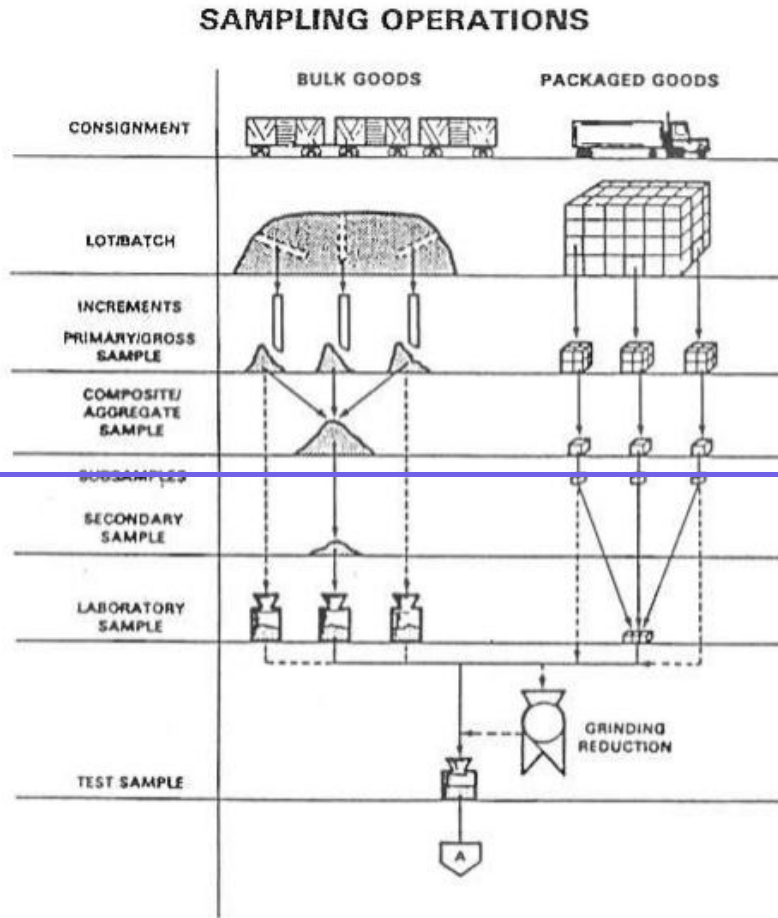 SAMPLING OPERATIONS
BULK GOODS
PACKAGED GOODS
CONSIGNMENT
LOT/BATCH
INCREMENTS
PRIMARY/GROSS
SAMPLE
COMPOSITE/
AGGREGATE
SAMPLE
SUBSAMPLES
SECONDARY
SAMPLE
LABORATORY
SAMPLE
GRINDING
REDUCTION
TEST SAMPLE
A